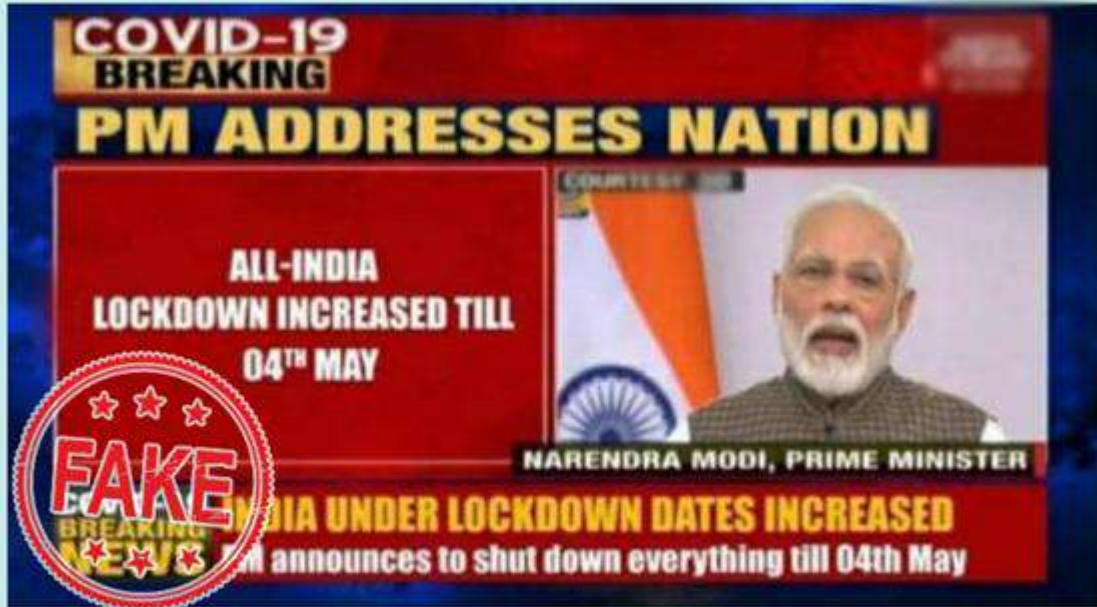 COVID-19
BREAKING
PM ADDRESSES NATION
COURTESY:
ALL-INDIA
LOCKDOWN INCREASED TILL
04TH MAY
NARENDRA MODI, PRIME MINISTER
FAKE
INDIA UNDER LOCKDOWN DATES INCREASED
BREAKING
NEWS
PM announces to shut down everything till 04th May